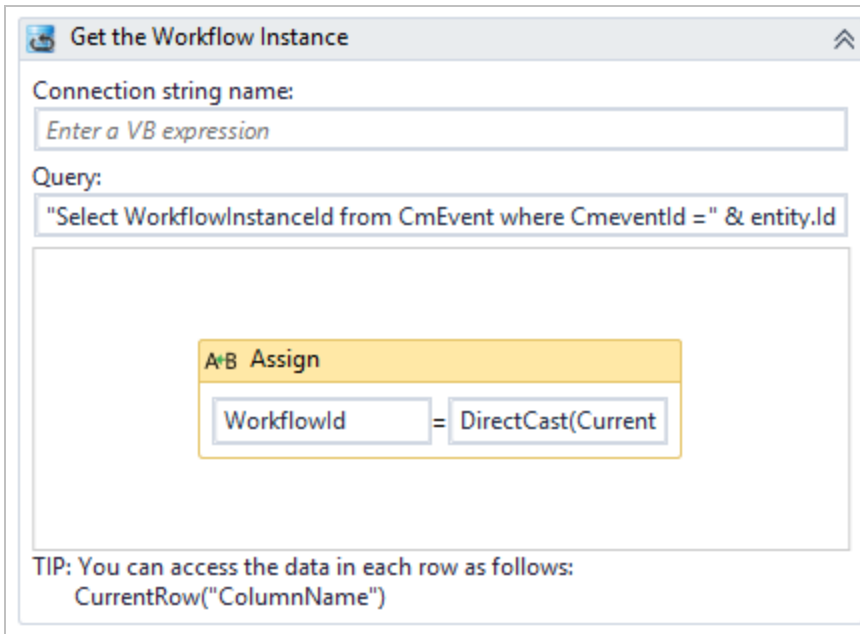 Get the Workflow Instance
Connection string name:
Enter a VB expression
Query:
"Select WorkflowInstanceId from CmEvent where CmeventId =" & entity.Id
A+B Assign
WorkflowId = DirectCast(Current
TIP: You can access the data in each row as follows:
CurrentRow("ColumnName")